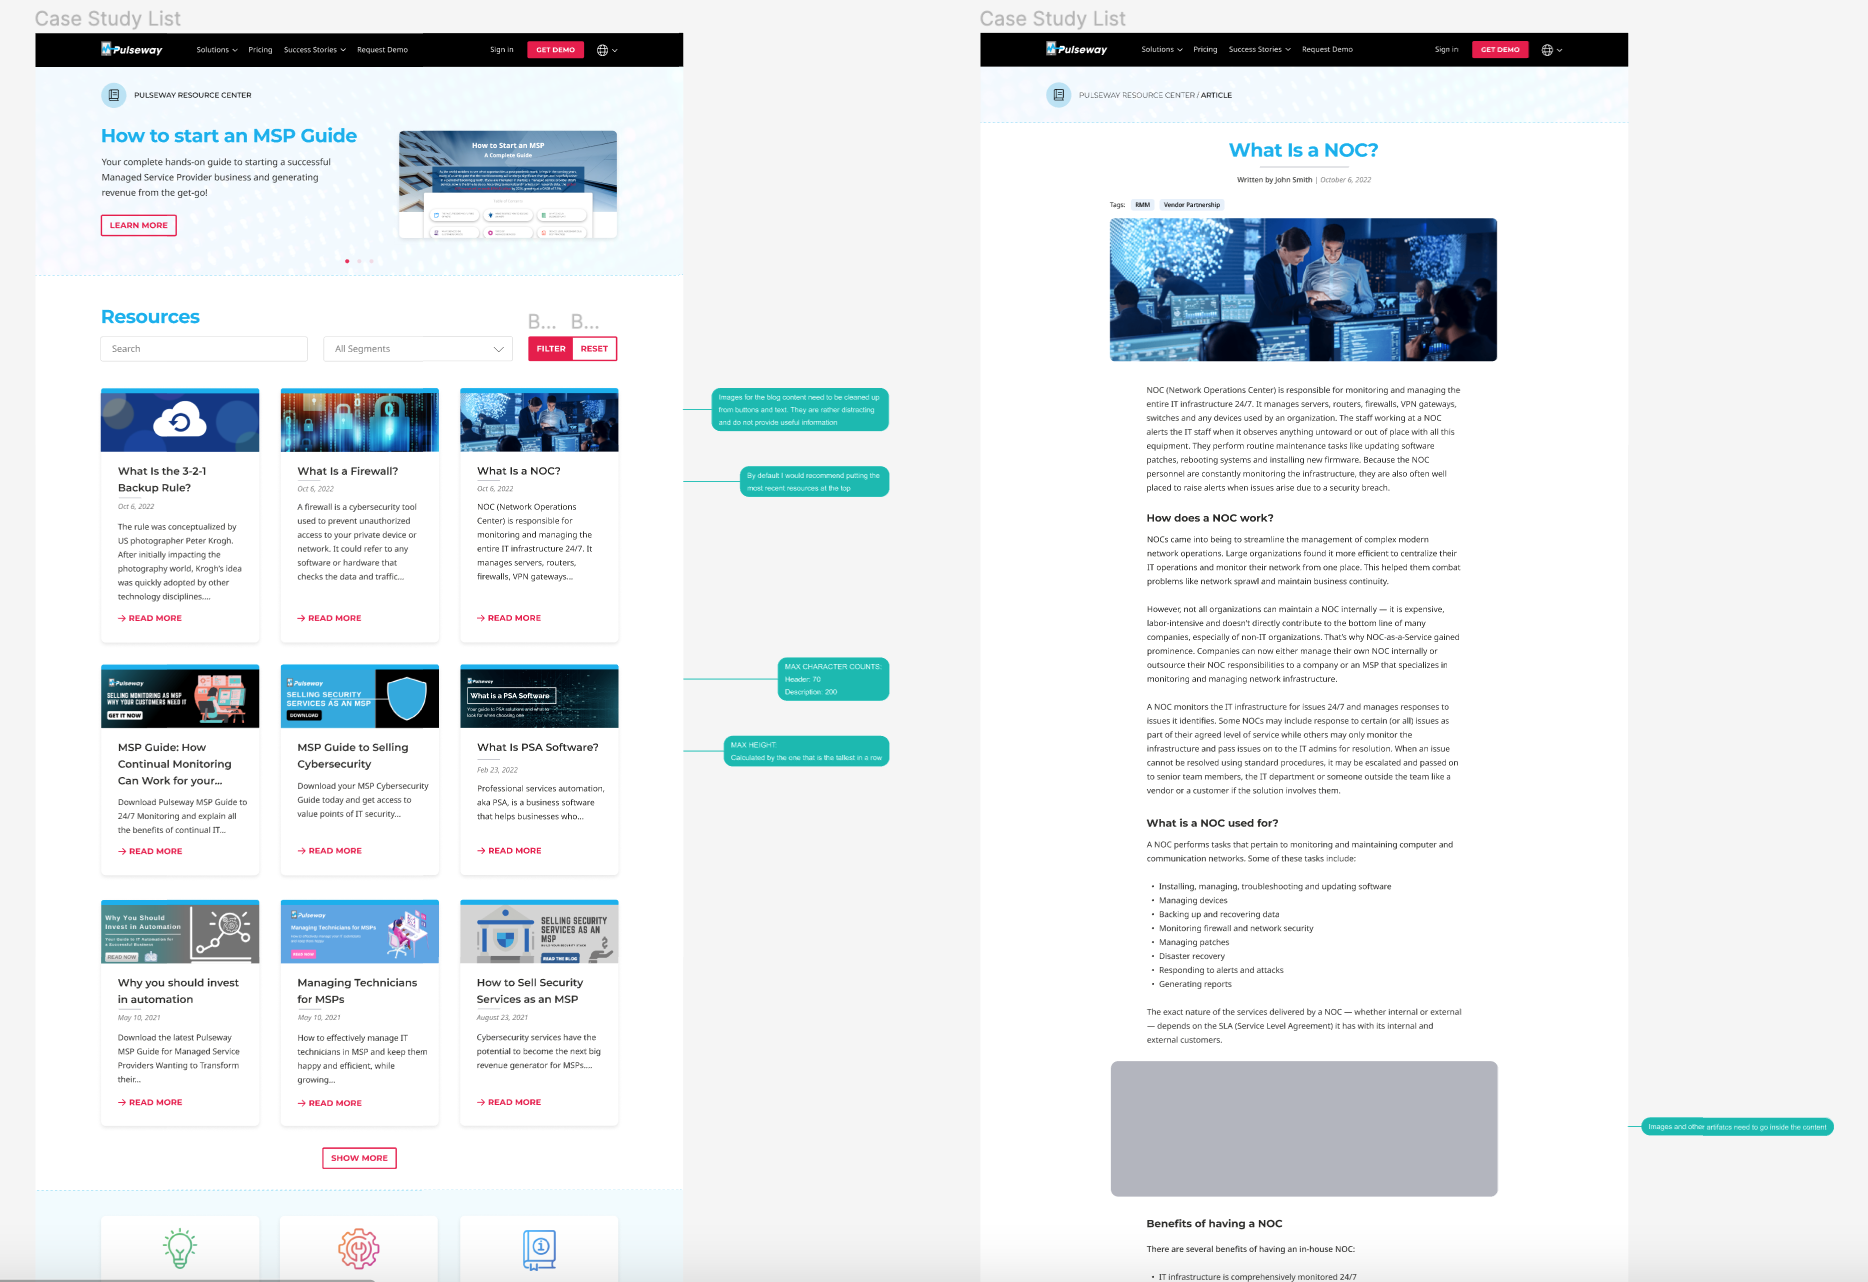 Case Study List
Pulseway
Solutions
Pricing
Success Stories
Request Demo
Sign in
GET DEMO
PULSEWAY RESOURCE CENTER
How to start an MSP Guide
Your complete hands-on guide to starting a successful
Managed Service Provider business and generating
revenue from the get-go!
LEARN MORE
How to Start an MSP
A Complete Guide
Resources
B... B...
Search
All Segments
FILTER
RESET
What Is the 3-2-1
Backup Rule?
Oct 6, 2022
The rule was conceptualized by
US photographer Peter Krogh.
After initially impacting the
photography world, Krogh's idea
was quickly adopted by other
technology disciplines....
READ MORE
What Is a Firewall?
Oct 6, 2022
A firewall is a cybersecurity tool
used to prevent unauthorized
access to your private device or
network. It could refer to any
software or hardware that
checks the data and traffic...
READ MORE
What Is a NOC?
Oct 6, 2022
NOC (Network Operations
Center) is responsible for
monitoring and managing the
entire IT infrastructure 24/7. It
manages servers, routers,
firewalls, VPN gateways...
READ MORE
Pulseway
SELLING MONITORING AS MSP
WHY YOUR CUSTOMERS NEED IT
GET IT NOW
MSP Guide: How
Continual Monitoring
Can Work for your...
Download Pulseway MSP Guide to
24/7 Monitoring and explain all
the benefits of continual IT...
READ MORE
Pulseway
SELLING SECURITY
SERVICES AS AN MSP
DOWNLOAD
MSP Guide to Selling
Cybersecurity
Download your MSP Cybersecurity
Guide today and get access to
value points of IT security...
READ MORE
Pulseway
What is a PSA Software
Your guide to PSA solutions and what to
look for when choosing one
What Is PSA Software?
Feb 23, 2022
Professional services automation,
aka PSA, is a business software
that helps businesses who...
READ MORE
Why You Should
Invest in Automation
Your Guide to IT Automation for
a Successful Business
READ NOW
Why you should invest
in automation
May 10, 2021
Download the latest Pulseway
MSP Guide for Managed Service
Providers Wanting to Transform
their...
READ MORE
Pulseway
Managing Technicians for MSPs
READ NOW
Managing Technicians
for MSPs
May 10, 2021
How to effectively manage IT
technicians in MSP and keep them
happy and efficient, while
growing...
READ MORE
SELLING SECURITY
SERVICES AS AN
MSP
BUILD YOUR SECURITY STACK
READ THE BLOG
How to Sell Security
Services as an MSP
August 23, 2021
Cybersecurity services have the
potential to become the next big
revenue generator for MSPs....
READ MORE
SHOW MORE
Images for the blog content need to be cleaned up
from buttons and text. They are rather distracting
and do not provide useful information
By default I would recommend putting the
most recent resources at the top
MAX CHARACTER COUNTS:
Header: 70
Description: 200
MAX HEIGHT:
Calculated by the one that is the tallest in a row
Case Study List
Pulseway
Solutions
Pricing
Success Stories
Request Demo
Sign in
GET DEMO
PULSEWAY RESOURCE CENTER / ARTICLE
What Is a NOC?
Written by John Smith | October 6, 2022
Tags: RMM Vendor Partnership
NOC (Network Operations Center) is responsible for monitoring and managing the
entire IT infrastructure 24/7. It manages servers, routers, firewalls, VPN gateways,
switches and any devices used by an organization. The staff working at a NOC
alerts the IT staff when it observes anything untoward or out of place with all this
equipment. They perform routine maintenance tasks like updating software
patches, rebooting systems and installing new firmware. Because the NOC
personnel are constantly monitoring the infrastructure, they are also often well
placed to raise alerts when issues arise due to a security breach.
How does a NOC work?
NOCs came into being to streamline the management of complex modern
network operations. Large organizations found it more efficient to centralize their
IT operations and monitor their network from one place. This helped them combat
problems like network sprawl and maintain business continuity.
However, not all organizations can maintain a NOC internally — it is expensive,
labor-intensive and doesn't directly contribute to the bottom line of many
companies, especially of non-IT organizations. That's why NOC-as-a-Service gained
prominence. Companies can now either manage their own NOC internally or
outsource their NOC responsibilities to a company or an MSP that specializes in
monitoring and managing network infrastructure.
A NOC monitors the IT infrastructure for issues 24/7 and manages responses to
issues it identifies. Some NOCs may include response to certain (or all) issues as
part of their agreed level of service while others may only monitor the
infrastructure and pass issues on to the IT admins for resolution. When an issue
cannot be resolved using standard procedures, it may be escalated and passed on
to senior team members, the IT department or someone outside the team like a
vendor or a customer if the solution involves them.
What is a NOC used for?
A NOC performs tasks that pertain to monitoring and maintaining computer and
communication networks. Some of these tasks include:
• Installing, managing, troubleshooting and updating software
• Managing devices
• Backing up and recovering data
• Monitoring firewall and network security
• Managing patches
• Disaster recovery
• Responding to alerts and attacks
• Generating reports
The exact nature of the services delivered by a NOC — whether internal or external
— depends on the SLA (Service Level Agreement) it has with its internal and
external customers.
Images and other artifatcs need to go inside the content
Benefits of having a NOC
There are several benefits of having an in-house NOC:
• IT infrastructure is comprehensively monitored 24/7